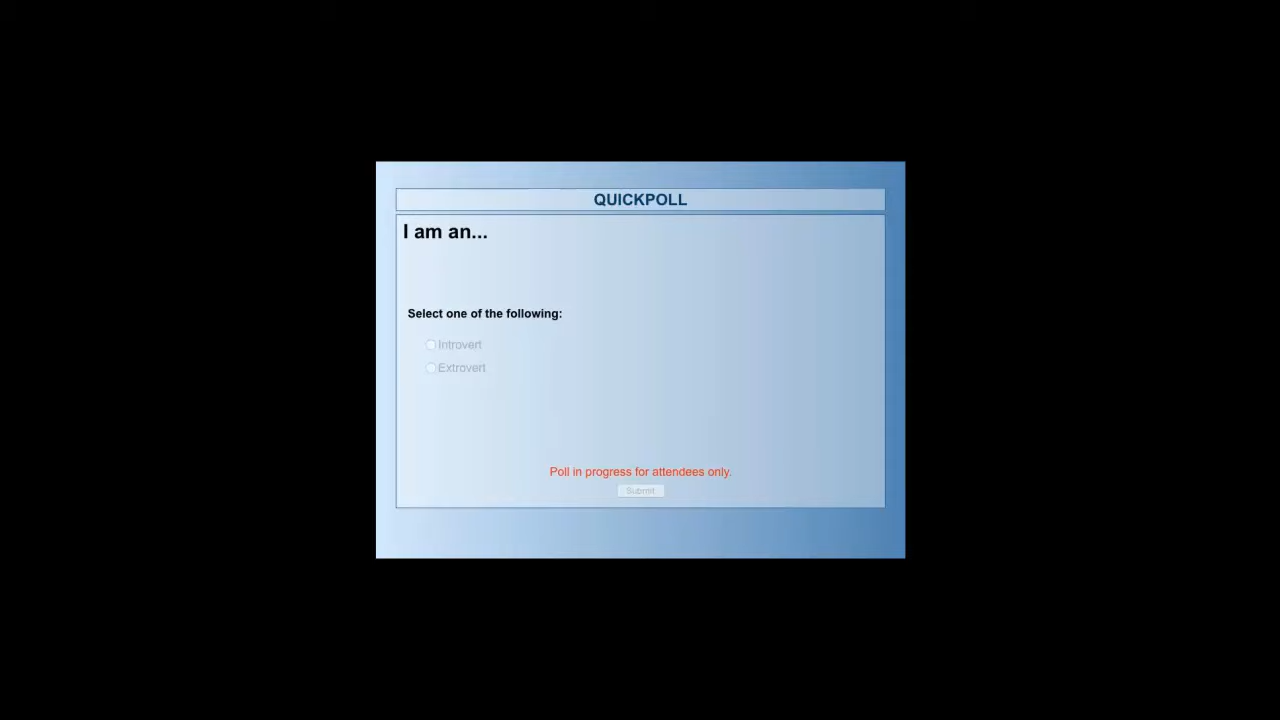 QUICKPOLL
I am an...
Select one of the following:
Introvert
Extrovert
Poll in progress for attendees only.
Submit